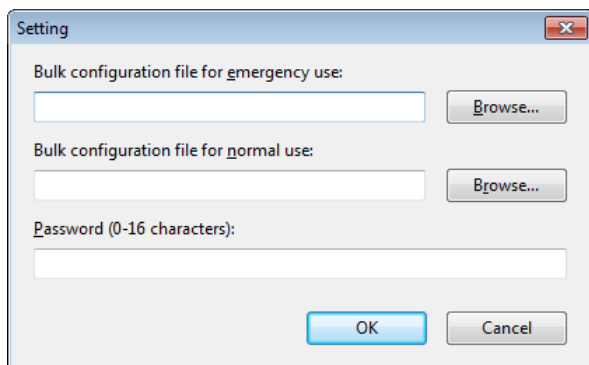 Setting
Bulk configuration file for emergency use:
Browse...
Bulk configuration file for normal use:
Browse...
Password (0-16 characters):
OK Cancel